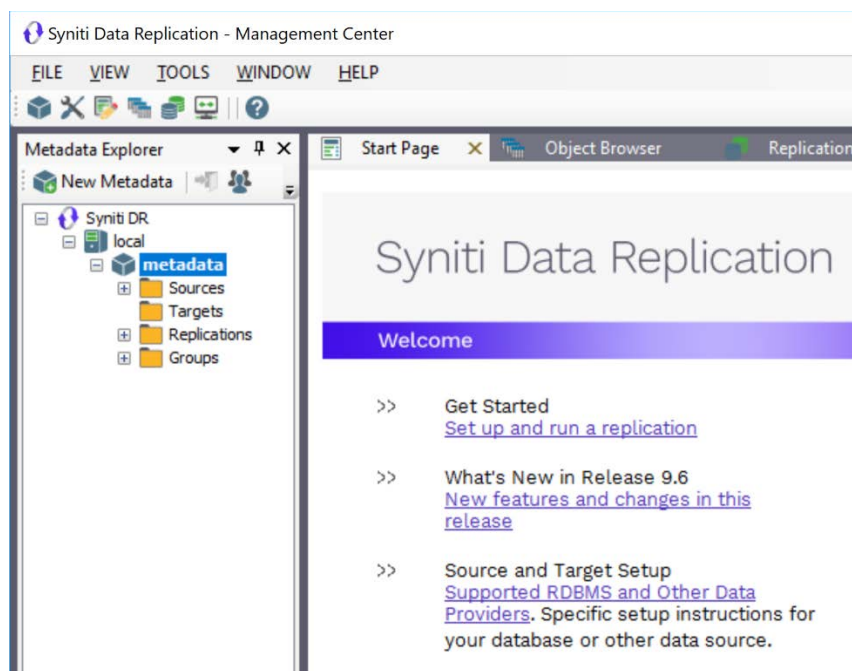 Syniti Data Replication - Management Center
FILE VIEW TOOLS WINDOW HELP
Metadata Explorer
Start Page
Object Browser
Replication
New Metadata
Syniti DR
local
metadata
Sources
Targets
Replications
Groups
Syniti Data Replication
Welcome
>> Get Started
Set up and run a replication
>> What's New in Release 9.6
New features and changes in this
release
>> Source and Target Setup
Supported RDBMS and Other Data
Providers. Specific setup instructions for
your database or other data source.